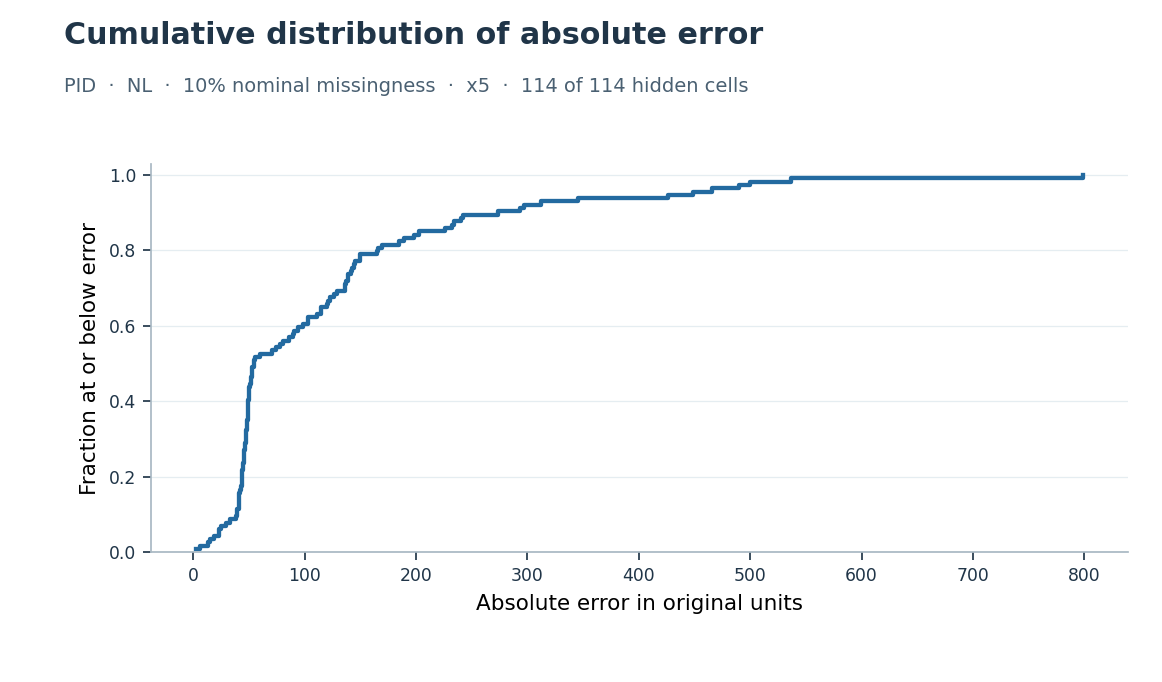 Cumulative distribution of absolute error
PID · NL · 10% nominal missingness · x5 · 114 of 114 hidden cells
Fraction at or below error
1.0
0.8
0.6
0.4
0.2
0.0
0 100 200 300 400 500 600 700 800
Absolute error in original units